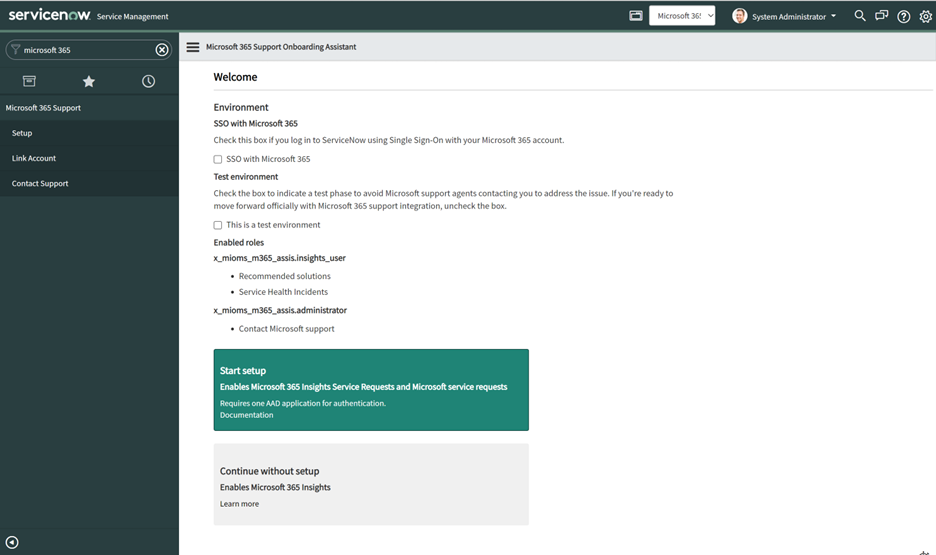 servicenow Service Management
Microsoft 365
System Administrator
microsoft 365
Microsoft 365 Support Onboarding Assistant
Microsoft 365 Support
Setup
Link Account
Contact Support
Welcome
Environment
SSO with Microsoft 365
Check this box if you log in to ServiceNow using Single Sign-On with your Microsoft 365 account.
SSO with Microsoft 365
Test environment
Check the box to indicate a test phase to avoid Microsoft support agents contacting you to address the issue. If you're ready to
move forward officially with Microsoft 365 support integration, uncheck the box.
This is a test environment
Enabled roles
x_mioms_m365_assis.insights_user
• Recommended solutions
• Service Health Incidents
x_mioms_m365_assis.administrator
• Contact Microsoft support
Start setup
Enables Microsoft 365 Insights Service Requests and Microsoft service requests
Requires one AAD application for authentication.
Documentation
Continue without setup
Enables Microsoft 365 Insights
Learn more